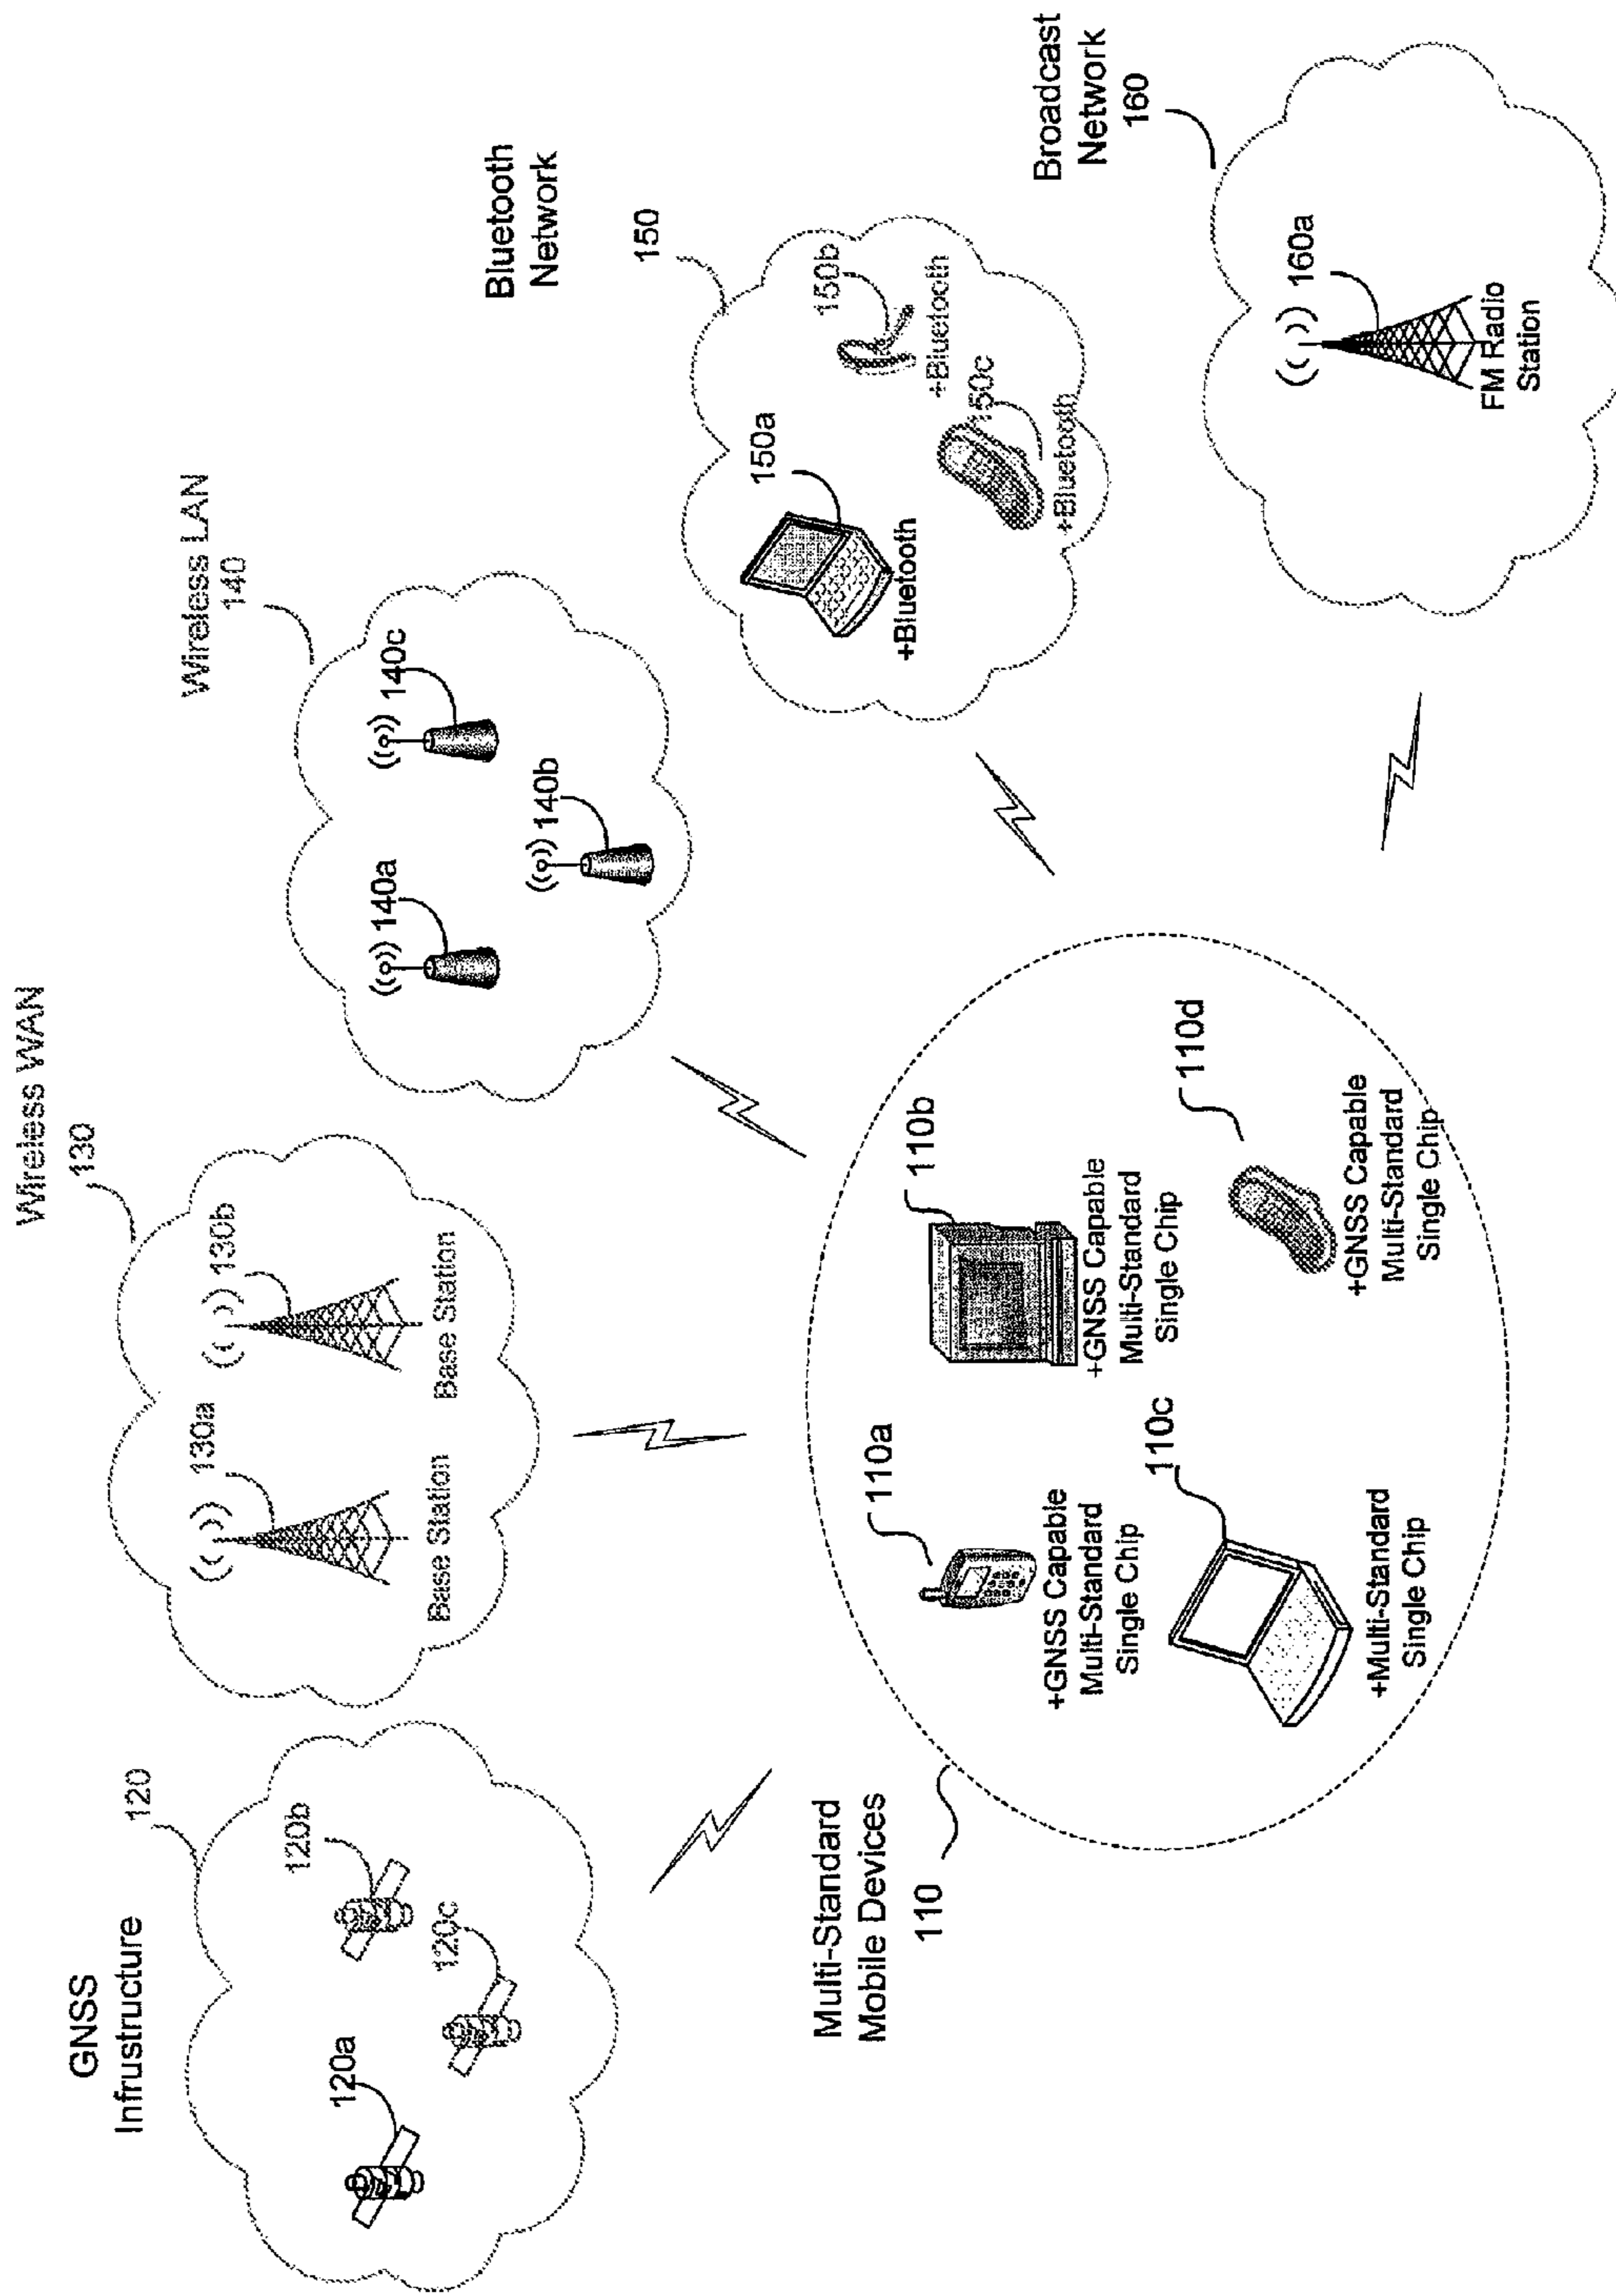 GNSS
Infrustructure
120
120a
120b
120c
Wireless WAN
130
130a
130b
Base Station
Base Station
Wireless LAN
140
140a
140b
140c
Bluetooth
Network
150
150a
+Bluetooth
150b
+Bluetooth
150c
+Bluetooth
Broadcast
Network
160
160a
FM Radio
Station
Multi-Standard
Mobile Devices
110
110a
+GNSS Capable
Multi-Standard
Single Chip
110b
+GNSS Capable
Multi-Standard
Single Chip
110c
+Multi-Standard
Single Chip
110d
+GNSS Capable
Multi-Standard
Single Chip